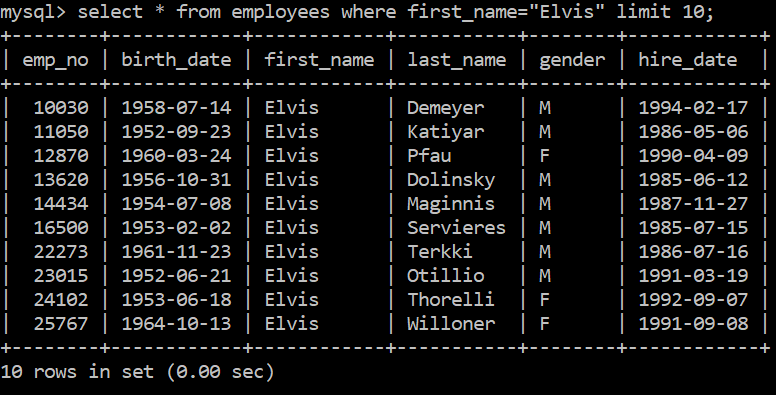 mysql> select * from employees where first_name="Elvis" limit 10;
+--------+------------+------------+-----------+--------+------------+
| emp_no | birth_date | first_name | last_name | gender | hire_date  |
+--------+------------+------------+-----------+--------+------------+
|  10030 | 1958-07-14 | Elvis      | Demeyer   | M      | 1994-02-17 |
|  11050 | 1952-09-23 | Elvis      | Katiyar   | M      | 1986-05-06 |
|  12870 | 1960-03-24 | Elvis      | Pfau      | F      | 1990-04-09 |
|  13620 | 1956-10-31 | Elvis      | Dolinsky  | M      | 1985-06-12 |
|  14434 | 1954-07-08 | Elvis      | Maginnis  | M      | 1987-11-27 |
|  16500 | 1953-02-02 | Elvis      | Servieres | M      | 1985-07-15 |
|  22273 | 1961-11-23 | Elvis      | Terkki    | M      | 1986-07-16 |
|  23015 | 1952-06-21 | Elvis      | Otillio   | M      | 1991-03-19 |
|  24102 | 1953-06-18 | Elvis      | Thorelli  | F      | 1992-09-07 |
|  25767 | 1964-10-13 | Elvis      | Willoner  | F      | 1991-09-08 |
+--------+------------+------------+-----------+--------+------------+
10 rows in set (0.00 sec)